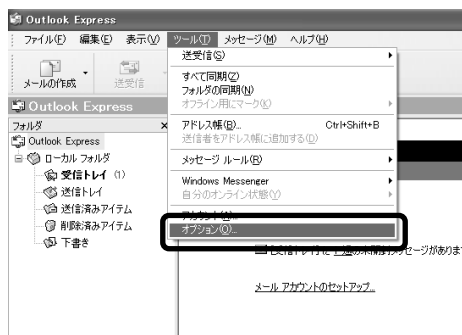 Outlook Express
ファイル(F) 編集(E) 表示(V) ツール(T) メッセージ(M) ヘルプ(H)
メールの作成 送受信
送受信(S)
すべて同期(Z)
フォルダの同期(N)
オフライン用にマーク(K)
アドレス帳(B)... Ctrl+Shift+B
送信者をアドレス帳に追加する(D)
メッセージ ルール(R)
Windows Messenger
自分のオンライン状態(Y)
アカウント(A)...
オプション(O)...
Outlook Express
フォルダ ×
Outlook Express
ローカル フォルダ
受信トレイ (1)
送信トレイ
送信済みアイテム
削除済みアイテム
下書き
メール アカウントのセットアップ...